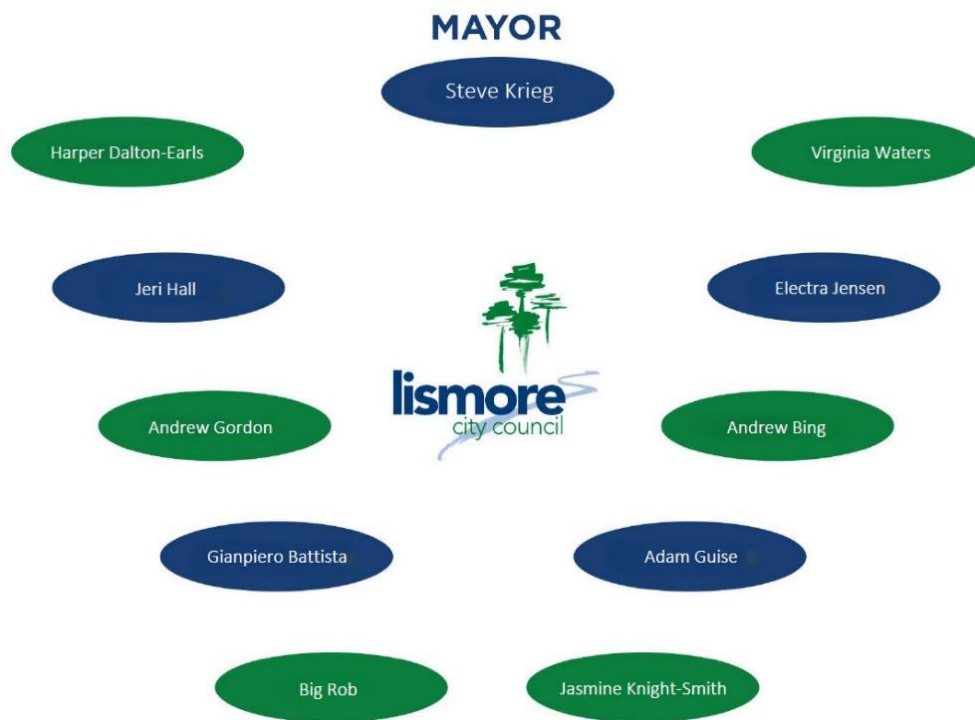 MAYOR
Steve Krieg
Harper Dalton-Earls
Virginia Waters
Jeri Hall
Electra Jensen
lismore
city council
Andrew Gordon
Andrew Bing
Gianpiero Battista
Adam Guise
Big Rob
Jasmine Knight-Smith